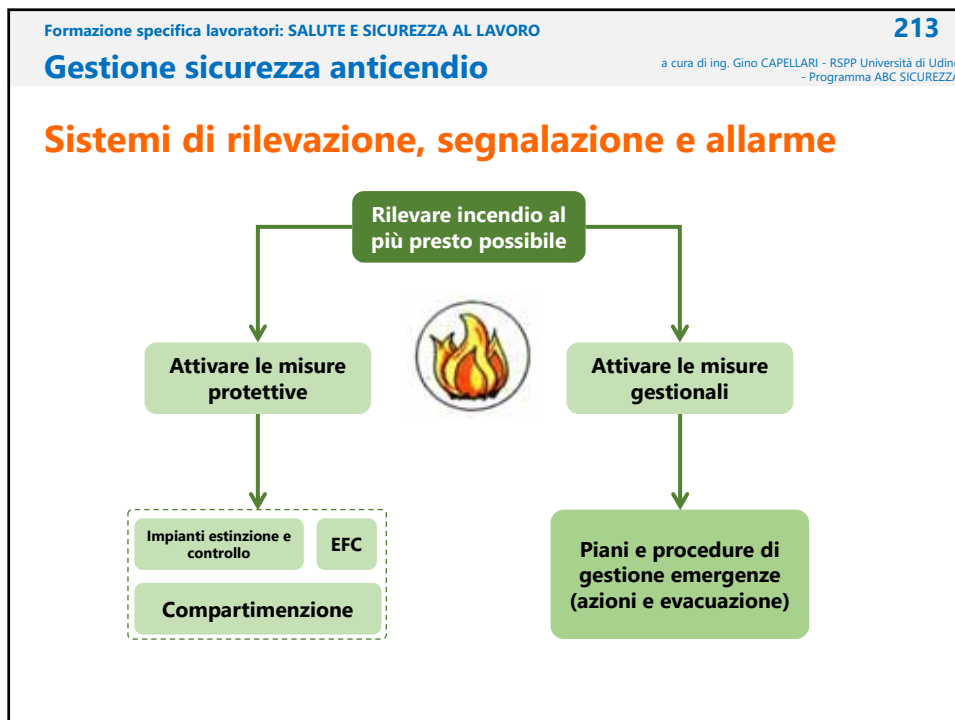 Formazione specifica lavoratori: SALUTE E SICUREZZA AL LAVORO
213
Gestione sicurezza anticendio
a cura di ing. Gino CAPELLARI - RSPP Università di Udine
- Programma ABC SICUREZZA
Sistemi di rilevazione, segnalazione e allarme
Rilevare incendio al
più presto possibile
Attivare le misure
protettive
Attivare le misure
gestionali
Impianti estinzione e
controllo
EFC
Compartimenzione
Piani e procedure di
gestione emergenze
(azioni e evacuazione)